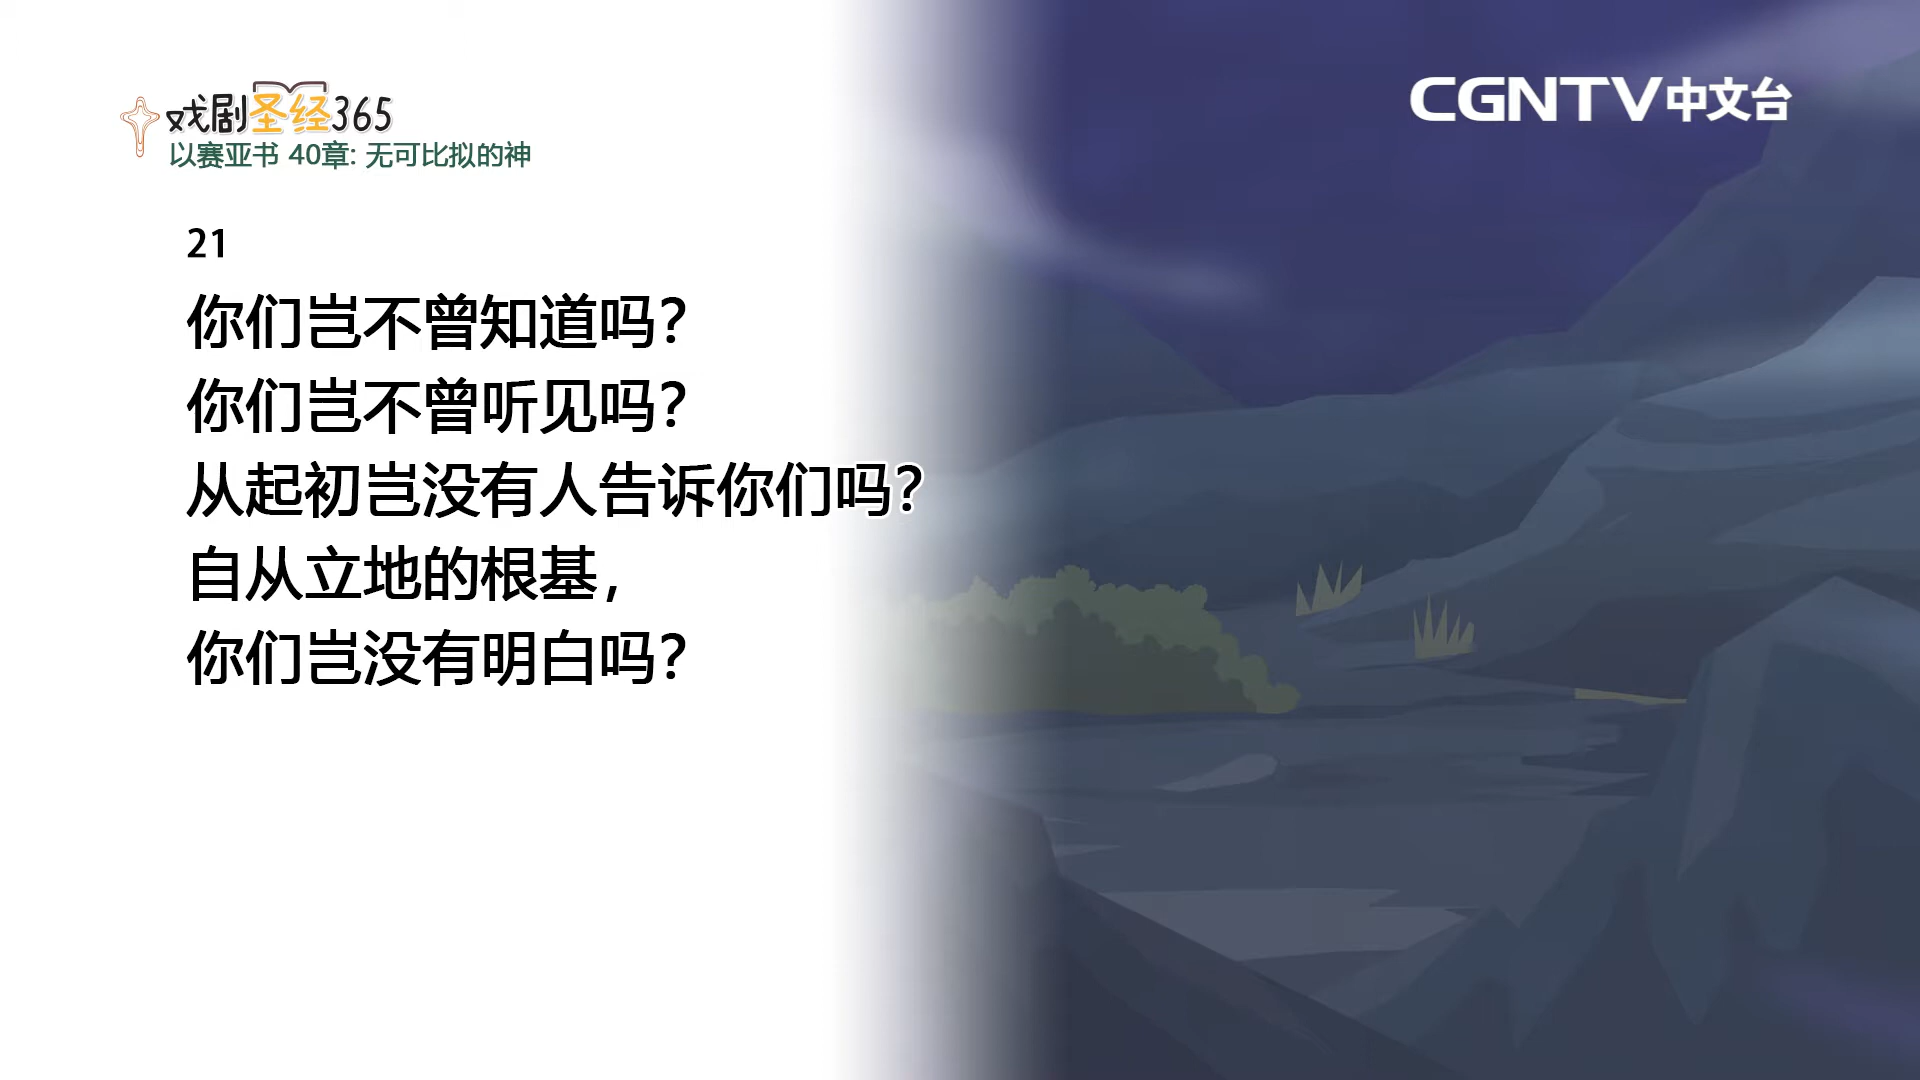 戏剧圣经365
CGNTV中文台
以赛亚书 40章: 无可比拟的神
21
你们岂不曾知道吗?
你们岂不曾听见吗?
从起初岂没有人告诉你们吗?
自从立地的根基,
你们岂没有明白吗?